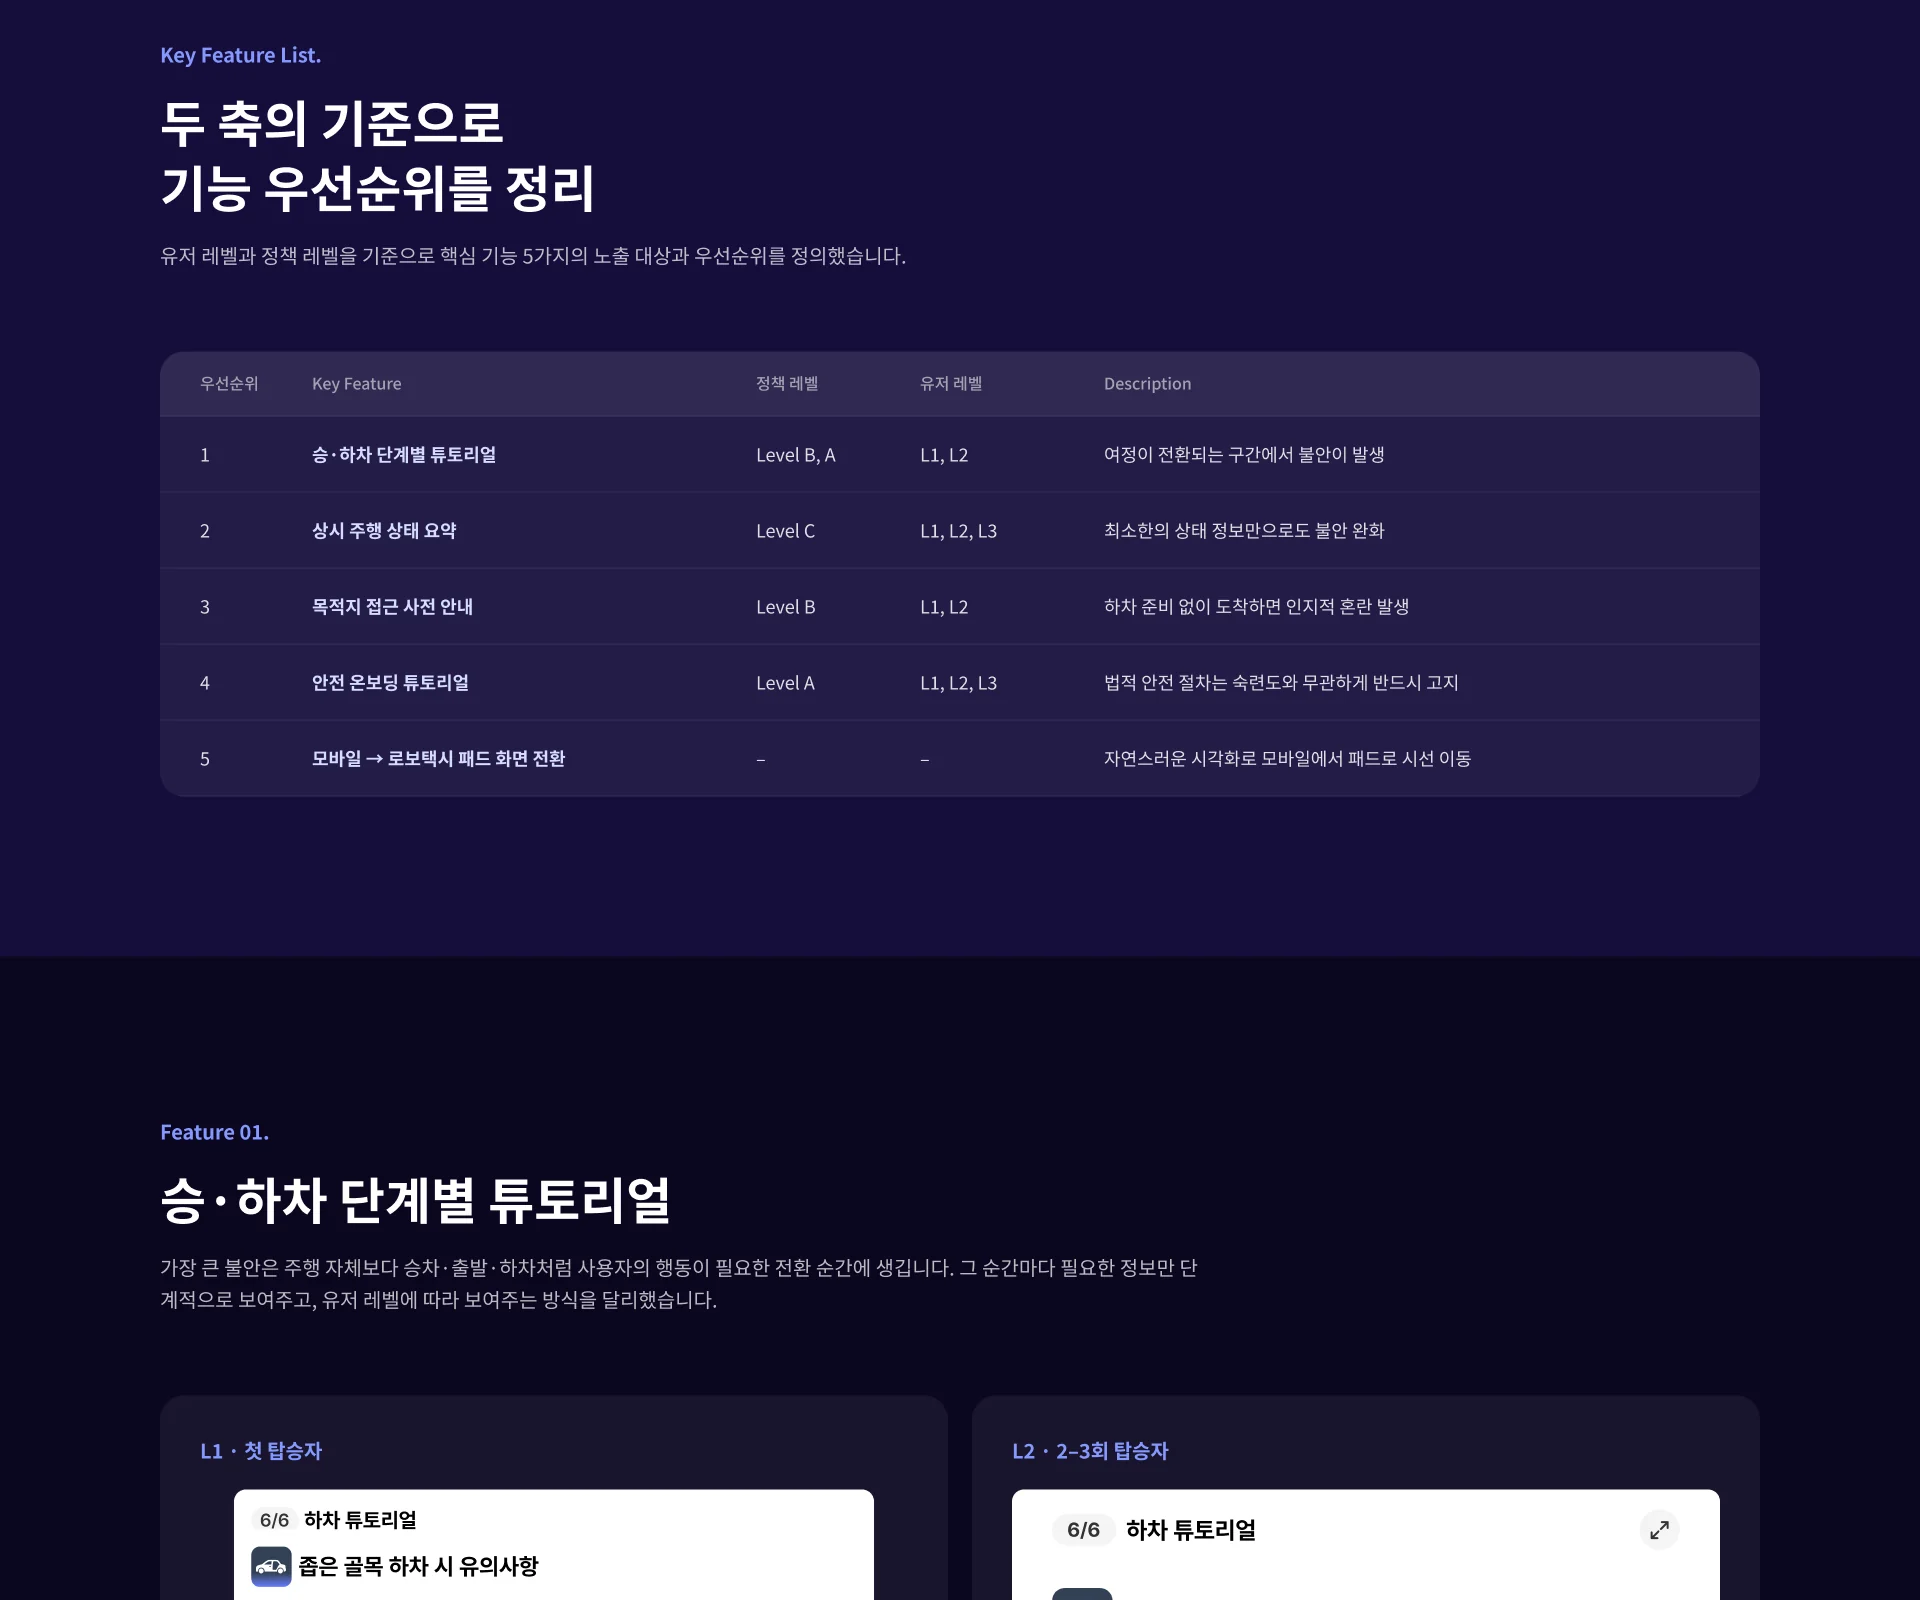 Key Feature List.
두 축의 기준으로
기능 우선순위를 정리
유저 레벨과 정책 레벨을 기준으로 핵심 기능 5가지의 노출 대상과 우선순위를 정의했습니다.
우선순위 Key Feature 정책 레벨 유저 레벨 Description
1 승·하차 단계별 튜토리얼 Level B, A L1, L2 여정이 전환되는 구간에서 불안이 발생
2 상시 주행 상태 요약 Level C L1, L2, L3 최소한의 상태 정보만으로도 불안 완화
3 목적지 접근 사전 안내 Level B L1, L2 하차 준비 없이 도착하면 인지적 혼란 발생
4 안전 온보딩 튜토리얼 Level A L1, L2, L3 법적 안전 절차는 숙련도와 무관하게 반드시 고지
5 모바일 → 로보택시 패드 화면 전환 – – 자연스러운 시각화로 모바일에서 패드로 시선 이동
Feature 01.
승·하차 단계별 튜토리얼
가장 큰 불안은 주행 자체보다 승차·출발·하차처럼 사용자의 행동이 필요한 전환 순간에 생깁니다. 그 순간마다 필요한 정보만 단
계적으로 보여주고, 유저 레벨에 따라 보여주는 방식을 달리했습니다.
L1 · 첫 탑승자
6/6 하차 튜토리얼
좁은 골목 하차 시 유의사항
L2 · 2–3회 탑승자
6/6 하차 튜토리얼